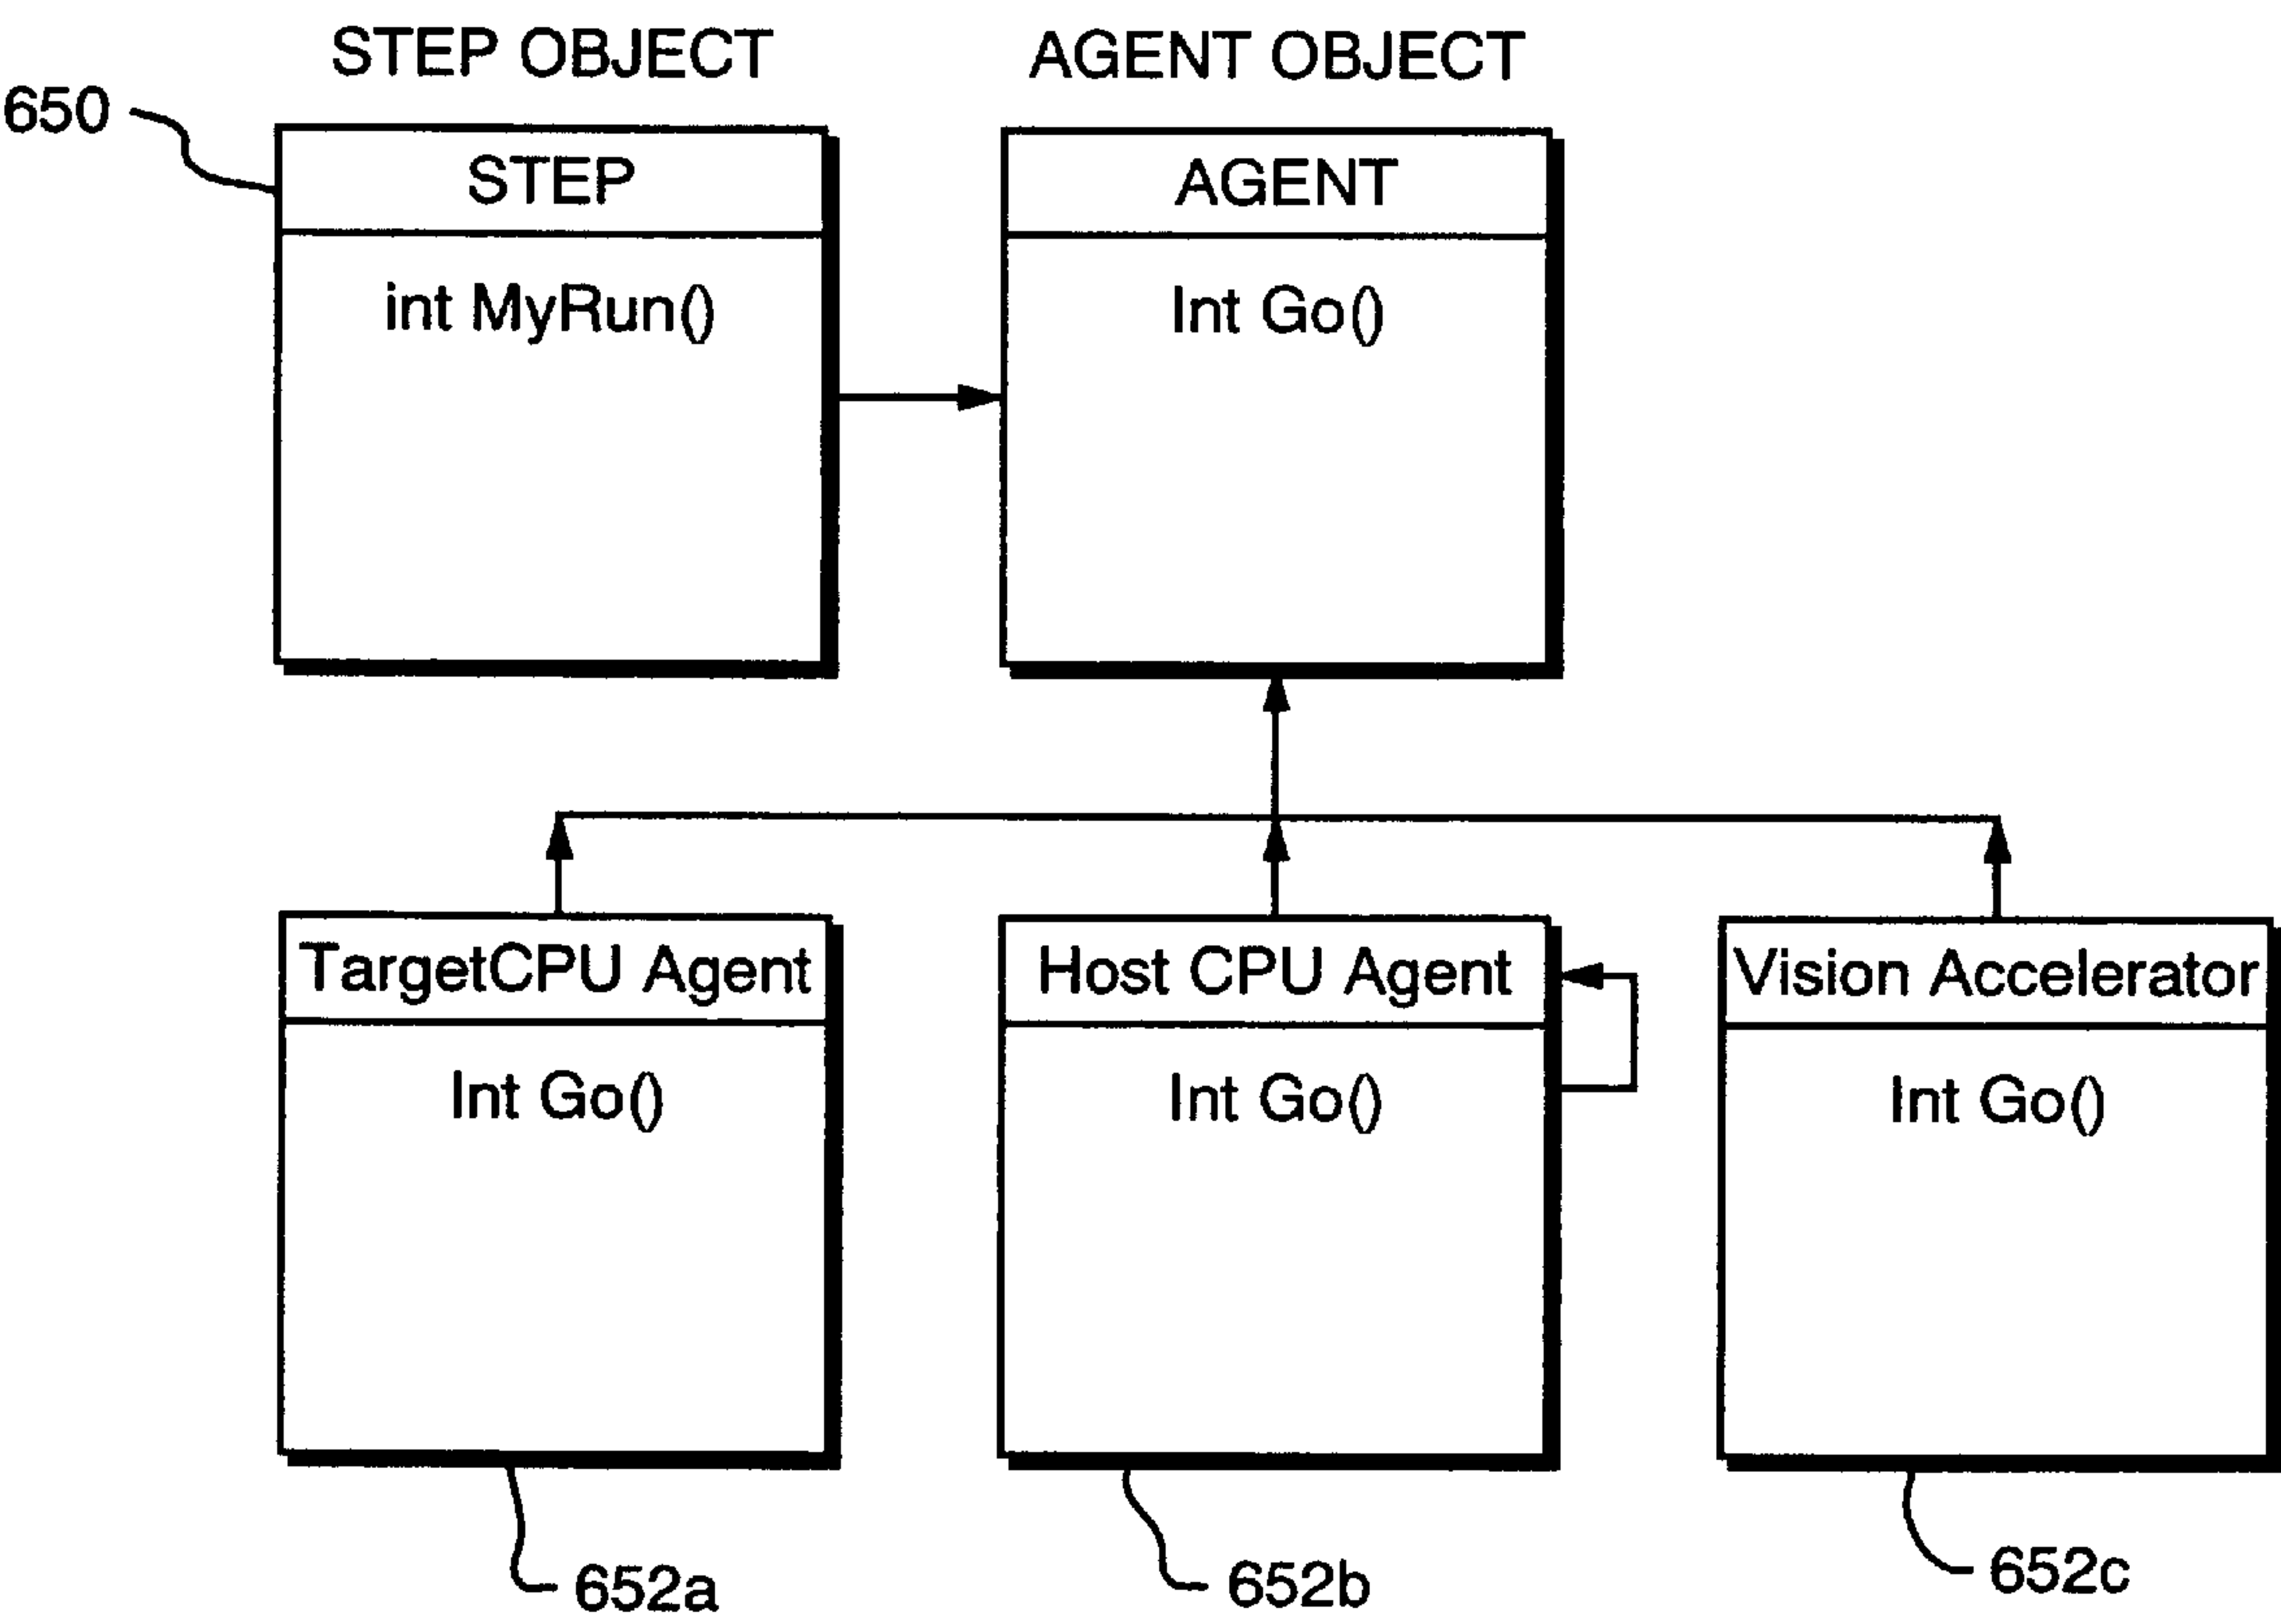 STEP OBJECT
AGENT OBJECT
650
STEP
AGENT
int MyRun()
Int Go()
TargetCPU Agent
Host CPU Agent
Vision Accelerator
Int Go()
Int Go()
Int Go()
652a
652b
652c